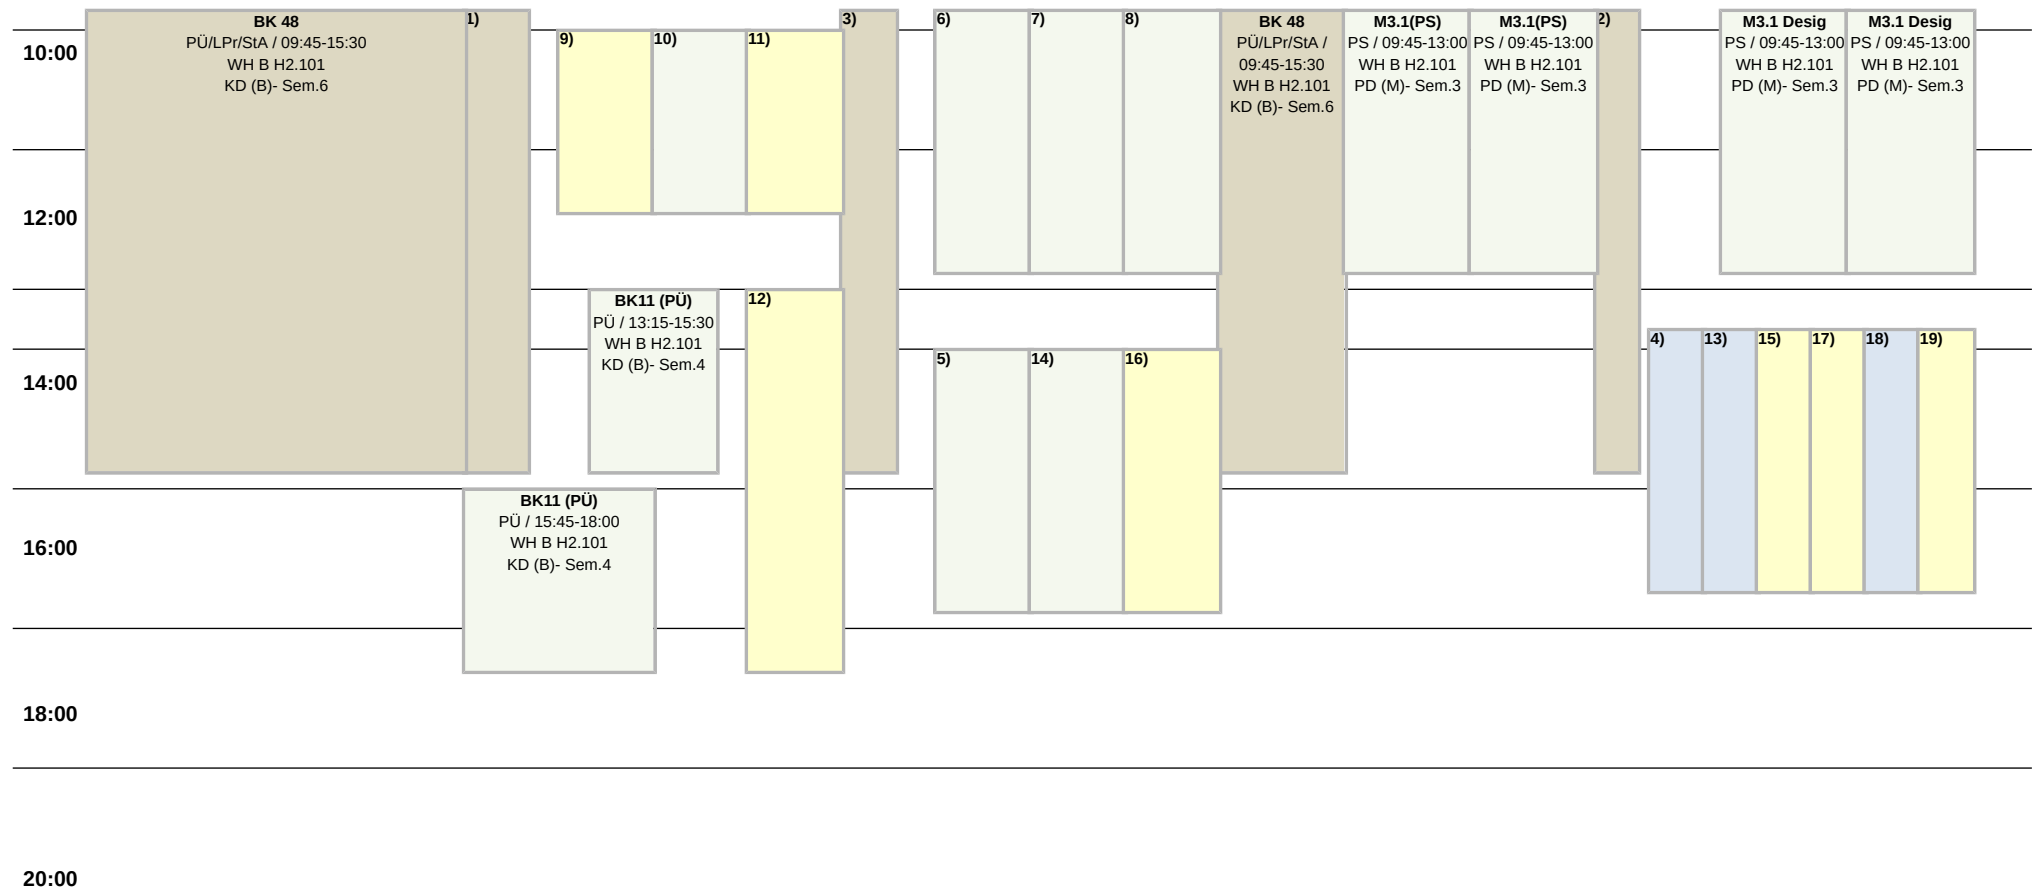 10:00
12:00
14:00
16:00
18:00
20:00
BK 48
PÜ/LPr/StA / 09:45-15:30
WH B H2.101
KD (B)- Sem.6
1)
9)
10)
11)
3)
6)
7)
8)
BK 48
PÜ/LPr/StA /
09:45-15:30
WH B H2.101
KD (B)- Sem.6
M3.1(PS)
PS / 09:45-13:00
WH B H2.101
PD (M)- Sem.3
M3.1(PS)
PS / 09:45-13:00
WH B H2.101
PD (M)- Sem.3
2)
M3.1 Desig
PS / 09:45-13:00
WH B H2.101
PD (M)- Sem.3
M3.1 Desig
PS / 09:45-13:00
WH B H2.101
PD (M)- Sem.3
BK11 (PÜ)
PÜ / 13:15-15:30
WH B H2.101
KD (B)- Sem.4
12)
5)
14)
16)
4)
13)
15)
17)
18)
19)
BK11 (PÜ)
PÜ / 15:45-18:00
WH B H2.101
KD (B)- Sem.4